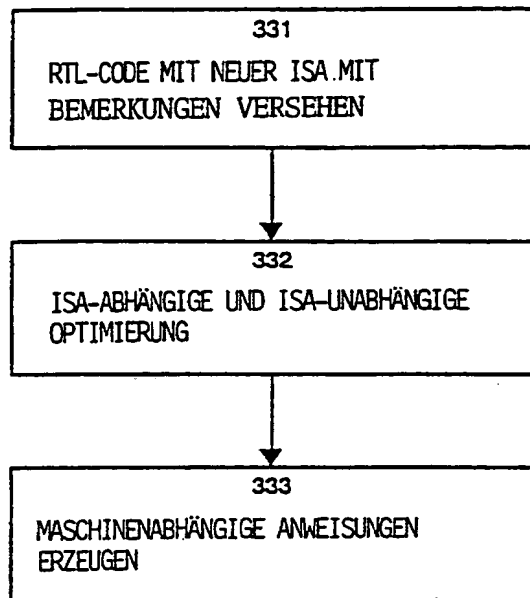 331
RTL-CODE MIT NEUER ISA.MIT
BEMERKUNGEN VERSEHEN
332
ISA-ABHÄNGIGE UND ISA-UNABHÄNGIGE
OPTIMIERUNG
333
MASCHINENABHÄNGIGE ANWEISUNGEN
ERZEUGEN